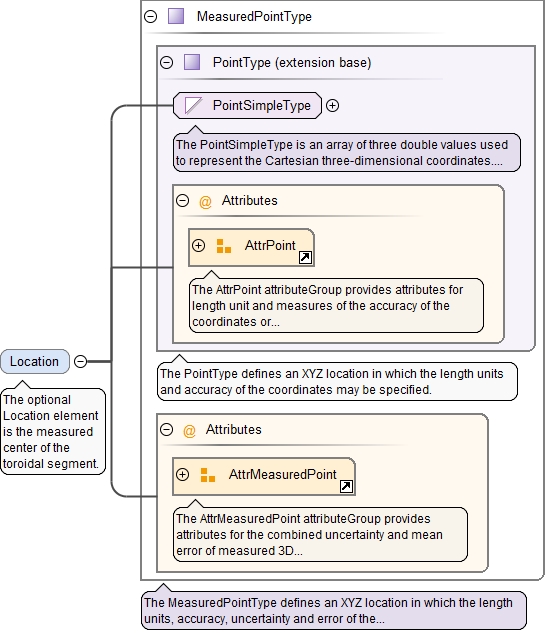 MeasuredPointType
PointType (extension base)
PointSimpleType
The PointSimpleType is an array of three double values used
to represent the Cartesian three-dimensional coordinates....
@ Attributes
AttrPoint
The AttrPoint attributeGroup provides attributes for
length unit and measures of the accuracy of the
coordinates or...
Location
The optional
Location element
is the measured
center of the
toroidal segment.
The PointType defines an XYZ location in which the length units
and accuracy of the coordinates may be specified.
@ Attributes
AttrMeasuredPoint
The AttrMeasuredPoint attributeGroup provides
attributes for the combined uncertainty and mean
error of measured 3D...
The MeasuredPointType defines an XYZ location in which the length
units, accuracy, uncertainty and error of the...